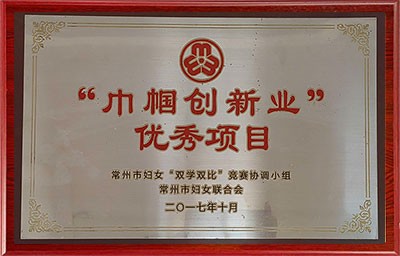 “巾帼创新业”
优秀项目
常州市妇女“双学双比”竞赛协调小组
常州市妇女联合会
二〇一七年十月